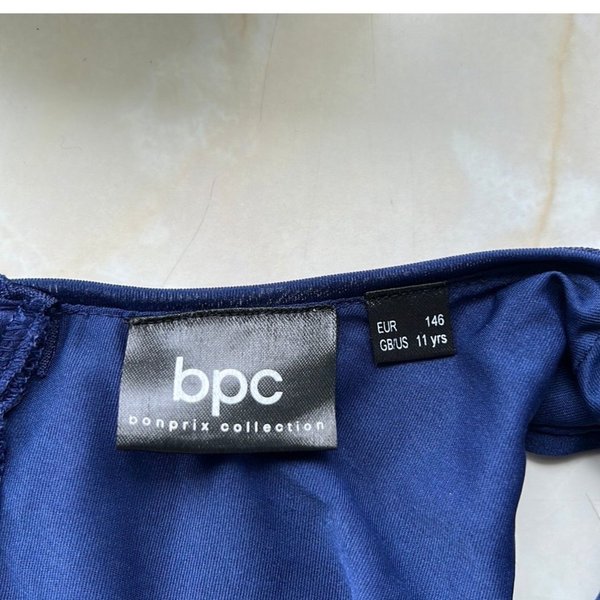 bpc
bonprix collection
EUR 146
GB/US 11 yrs